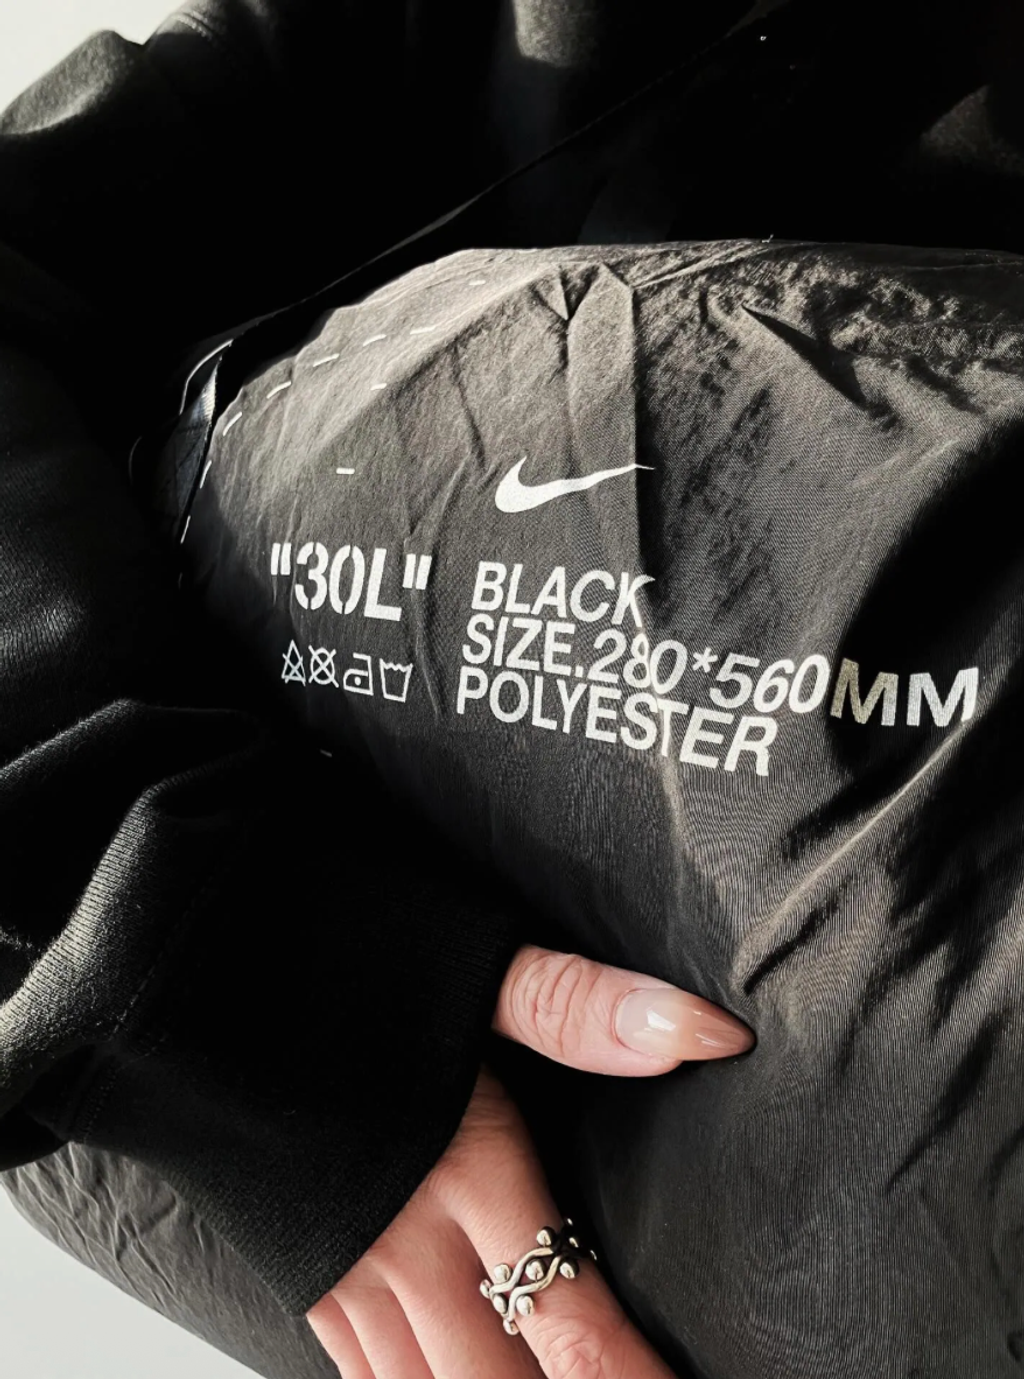 "30L"
BLACK
SIZE.280*560MM
POLYESTER